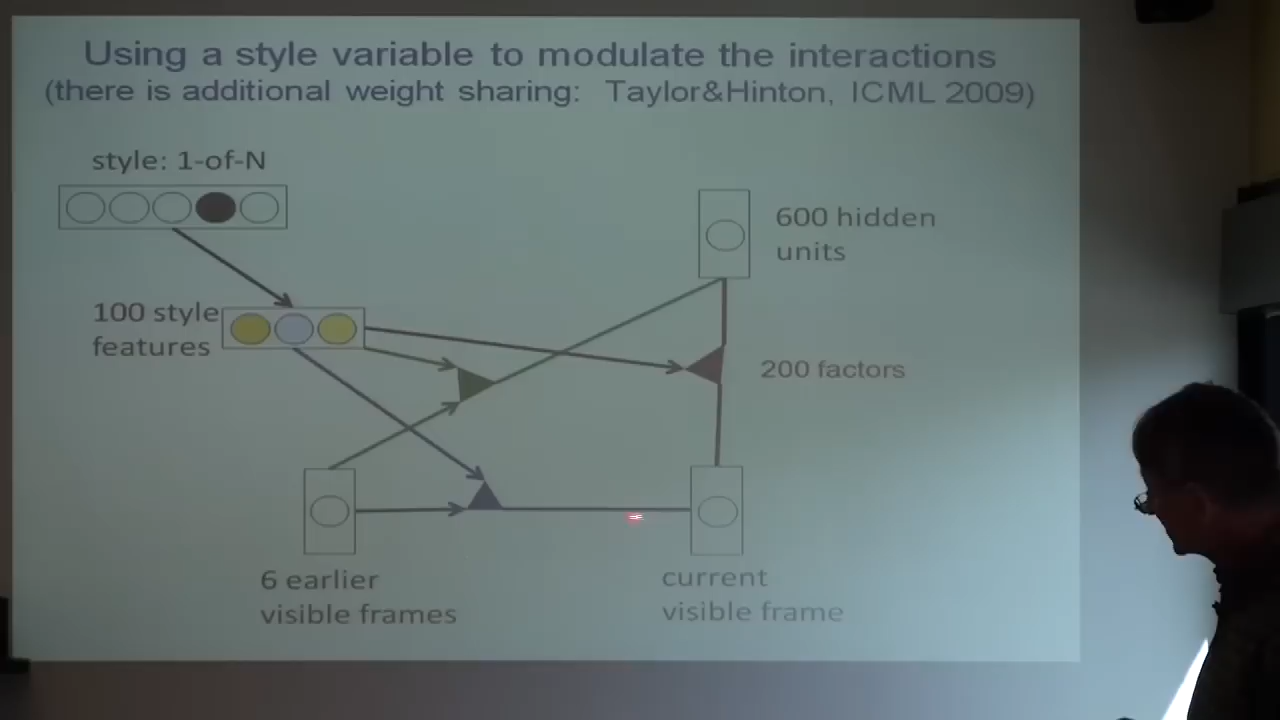 Using a style variable to modulate the interactions
(there is additional weight sharing: Taylor&Hinton, ICML 2009)
style: 1-of-N
600 hidden
units
100 style
features
200 factors
6 earlier
visible frames
current
visible frame